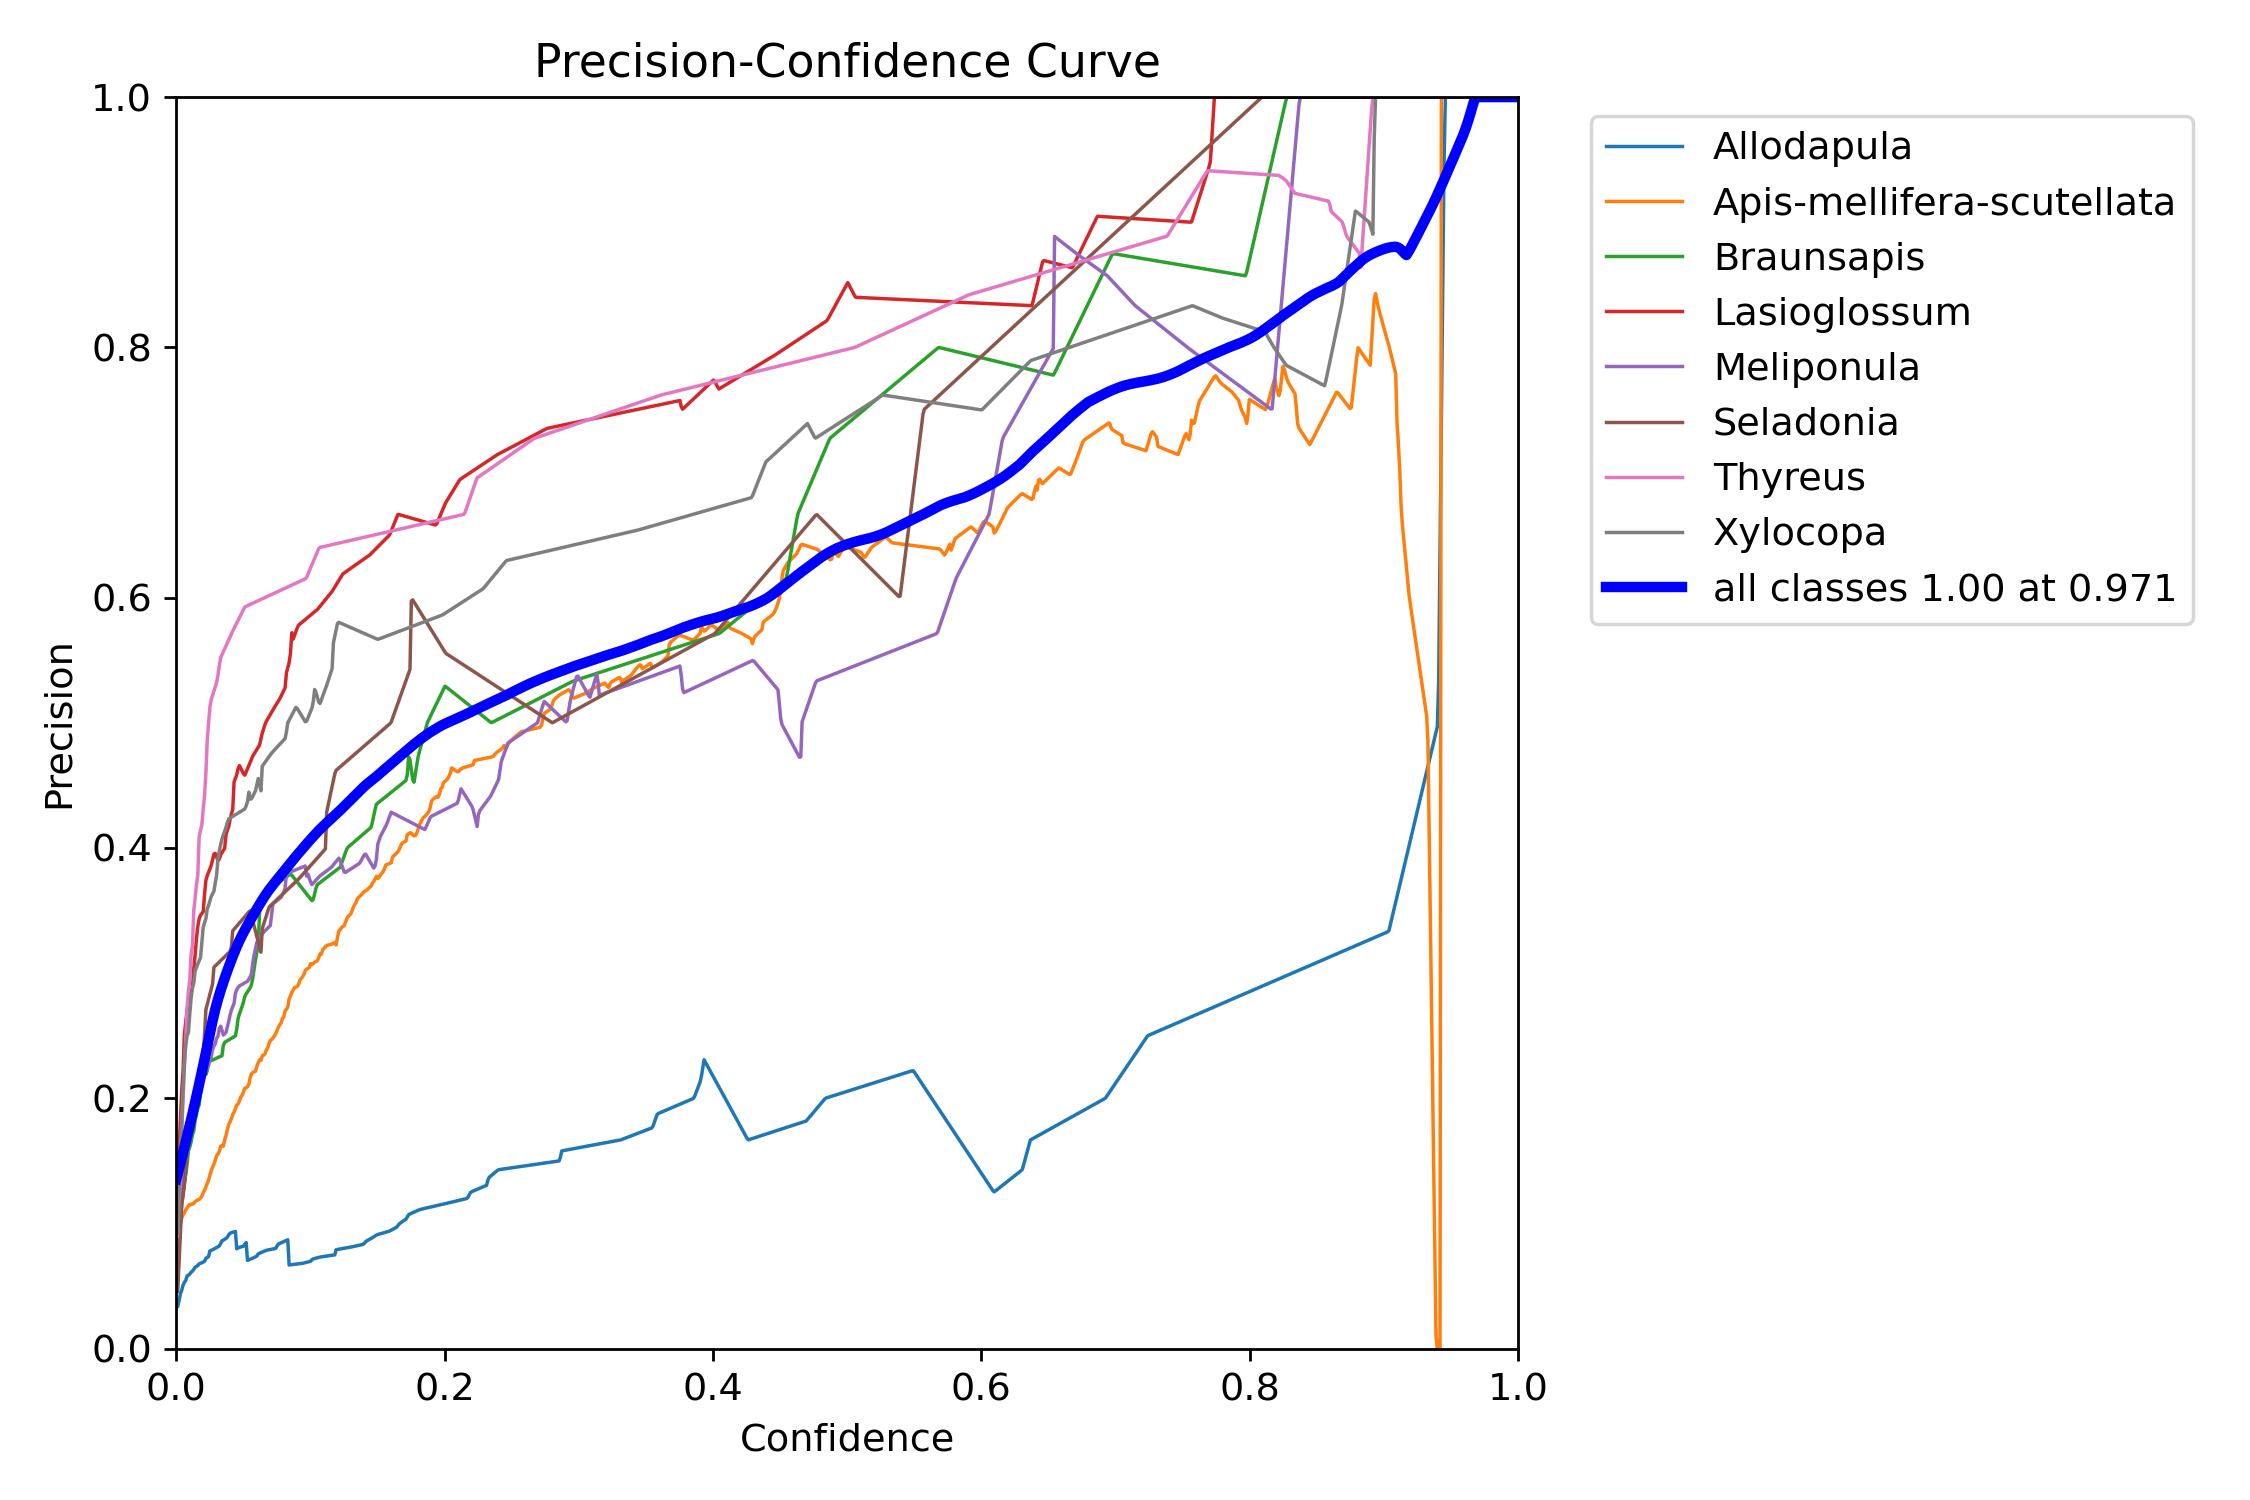 Precision-Confidence Curve
1.0
0.8
0.6
0.4
0.2
0.0
Precision
0.0 0.2 0.4 0.6 0.8 1.0
Confidence
Allodapula
Apis-mellifera-scutellata
Braunsapis
Lasioglossum
Meliponula
Seladonia
Thyreus
Xylocopa
all classes 1.00 at 0.971